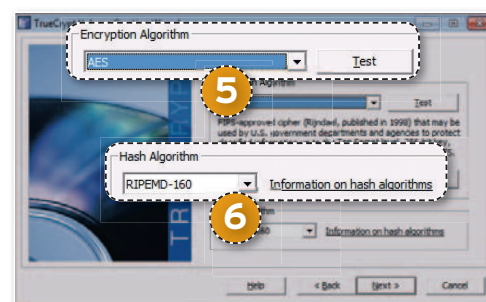 TrueCrypt
Encryption Algorithm
AES
Test
5
Algorithm
Test
FIPS-approved cipher (Rijndael, published in 1998) that may be
used by U.S. government departments and agencies to protect
Hash Algorithm
RIPEMD-160
Information on hash algorithms
6
Information on hash algorithms
Help
< Back
Next >
Cancel